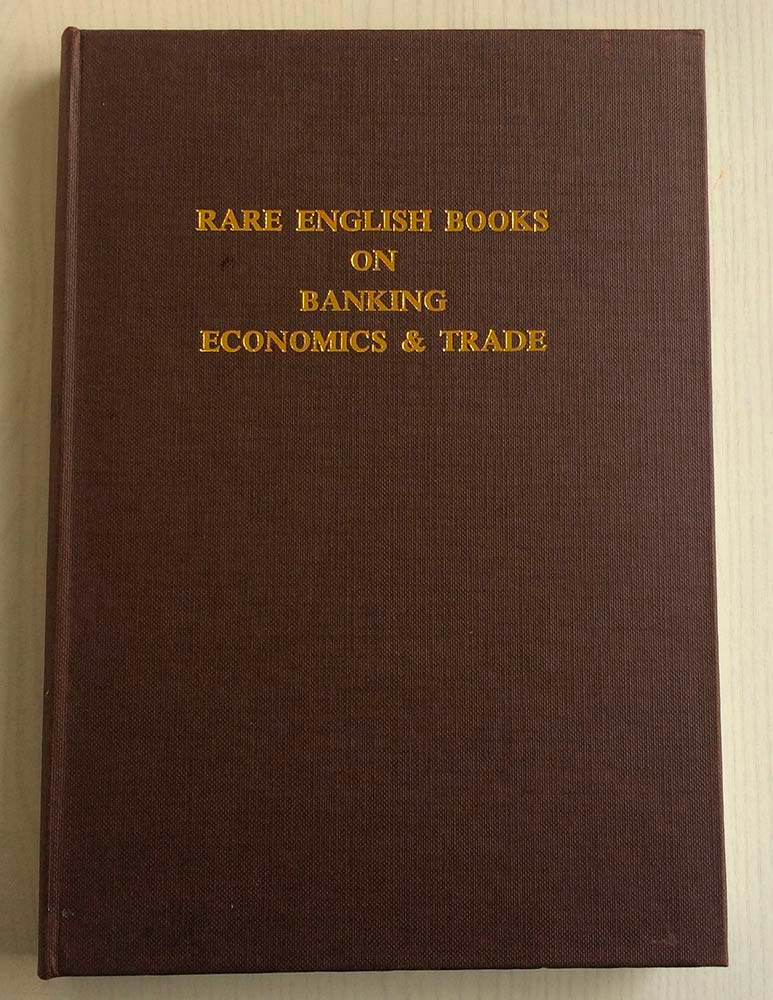 RARE ENGLISH BOOKS
ON
BANKING
ECONOMICS & TRADE